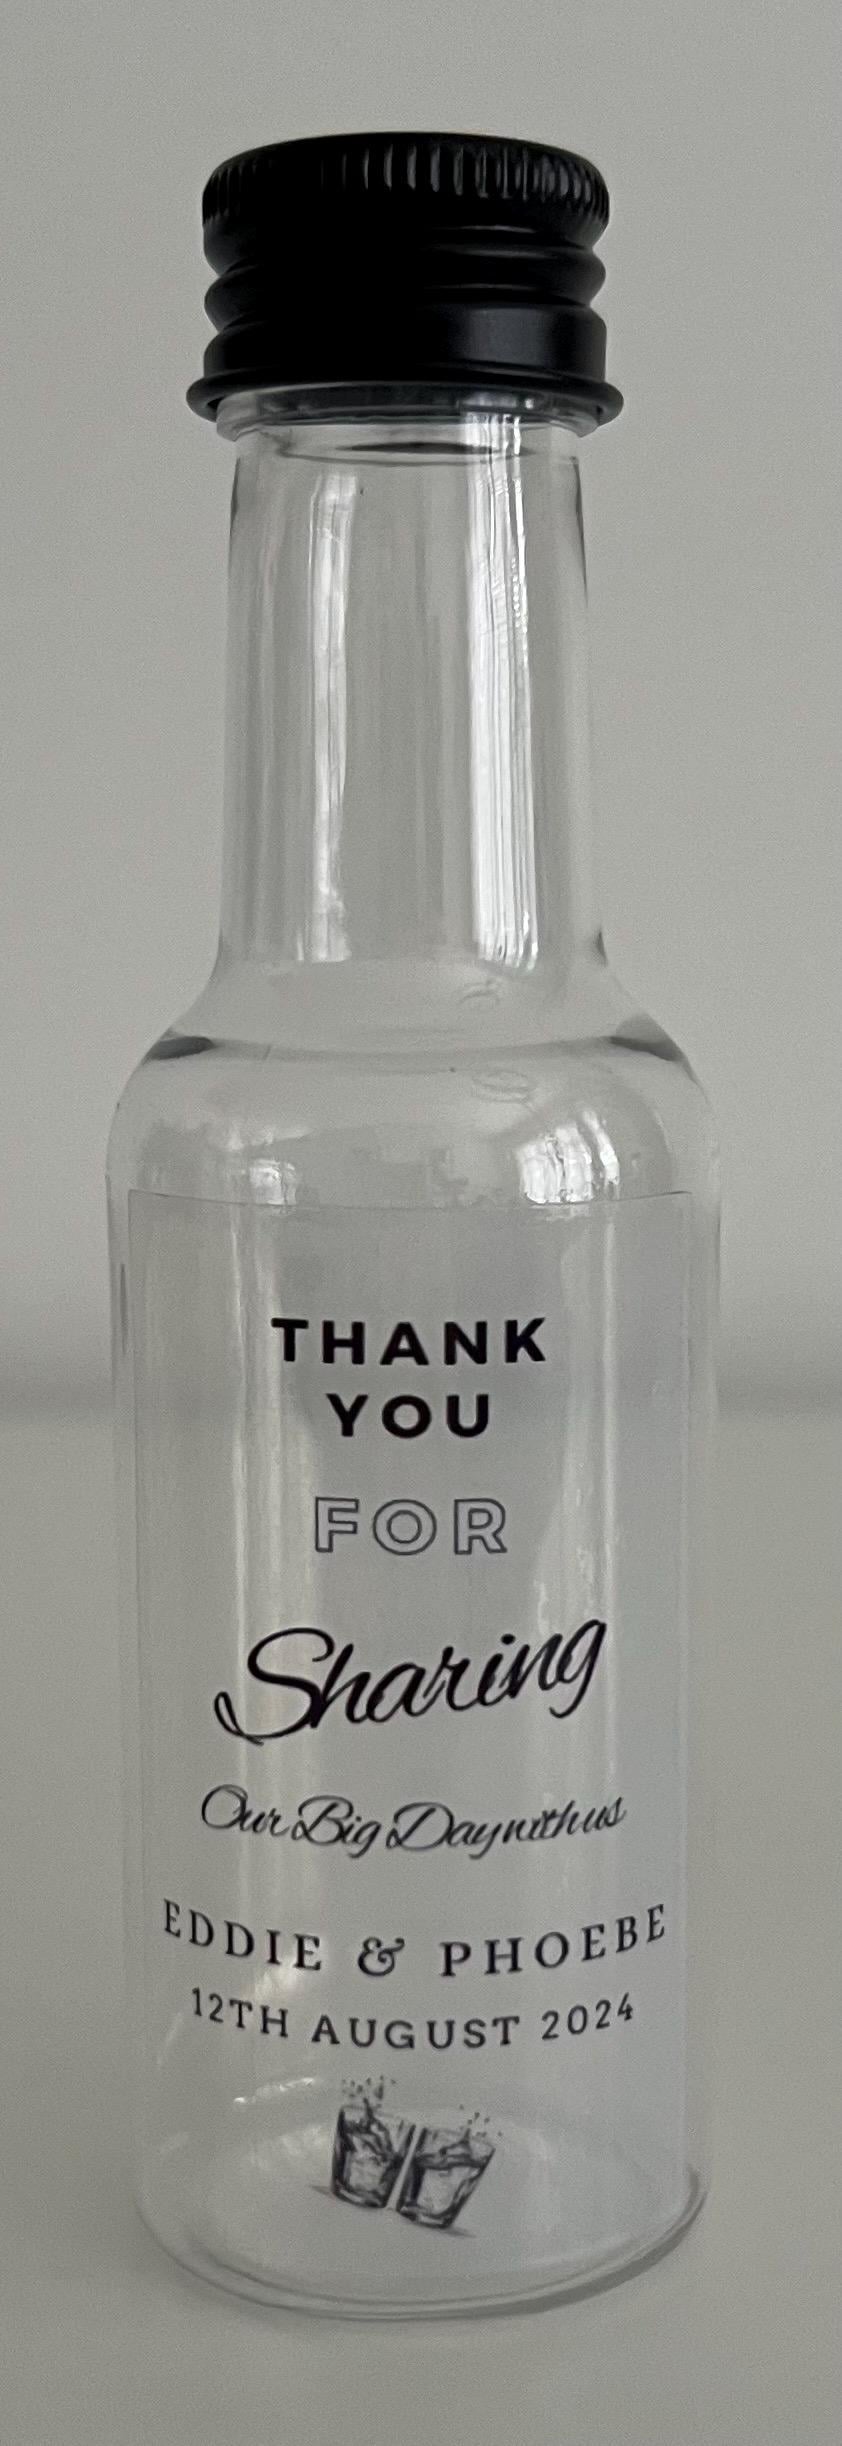 THANK
YOU
FOR
Sharing
Our Big Day with us
EDDIE & PHOEBE
12TH AUGUST 2024